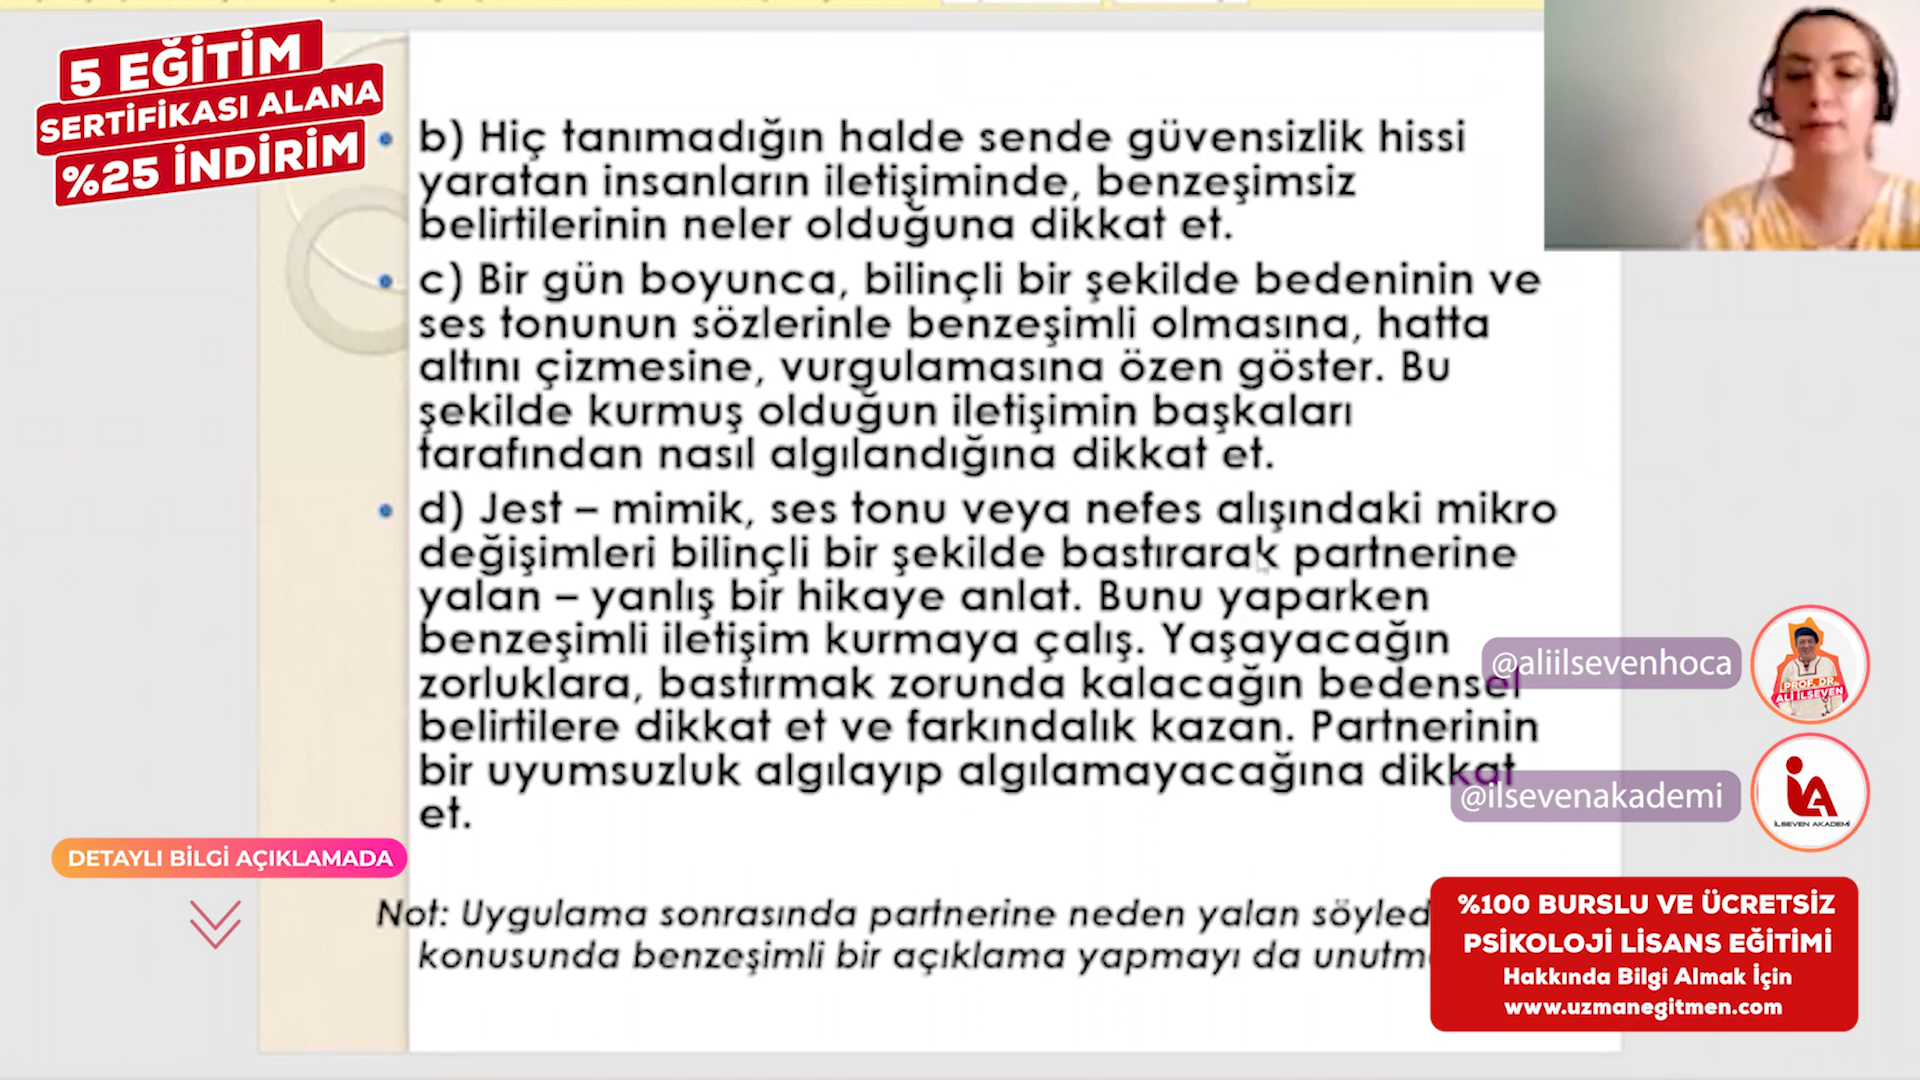 5 EĞİTİM
SERTİFİKASI ALANA
%25 İNDİRİM
b) Hiç tanımadığın halde sende güvensizlik hissi
yaratan insanların iletişiminde, benzeşimsiz
belirtilerinin neler olduğuna dikkat et.
c) Bir gün boyunca, bilinçli bir şekilde bedeninin ve
ses tonunun sözlerinle benzeşimli olmasına, hatta
altını çizmesine, vurgulamasına özen göster. Bu
şekilde kurmuş olduğun iletişimin başkaları
tarafından nasıl algılandığına dikkat et.
d) Jest – mimik, ses tonu veya nefes alışındaki mikro
değişimleri bilinçli bir şekilde bastırarak partnerine
yalan – yanlış bir hikaye anlat. Bunu yaparken
benzeşimli iletişim kurmaya çalış. Yaşayacağın
zorluklara, bastırmak zorunda kalacağın bedensel
belirtilere dikkat et ve farkındalık kazan. Partnerinin
bir uyumsuzluk algılayıp algılamayacağına dikkat
et.
Not: Uygulama sonrasında partnerine neden yalan
konusunda benzeşimli bir açıklama yapmayı da
@aliilsevenhoca
PROF. DR.
ALİ İLSEVEN
@ilsevenakademi
İLSEVEN AKADEMİ
DETAYLI BİLGİ AÇIKLAMADA
%100 BURSLU VE ÜCRETSİZ
PSİKOLOJİ LİSANS EĞİTİMİ
Hakkında Bilgi Almak İçin
www.uzmanegitmen.com